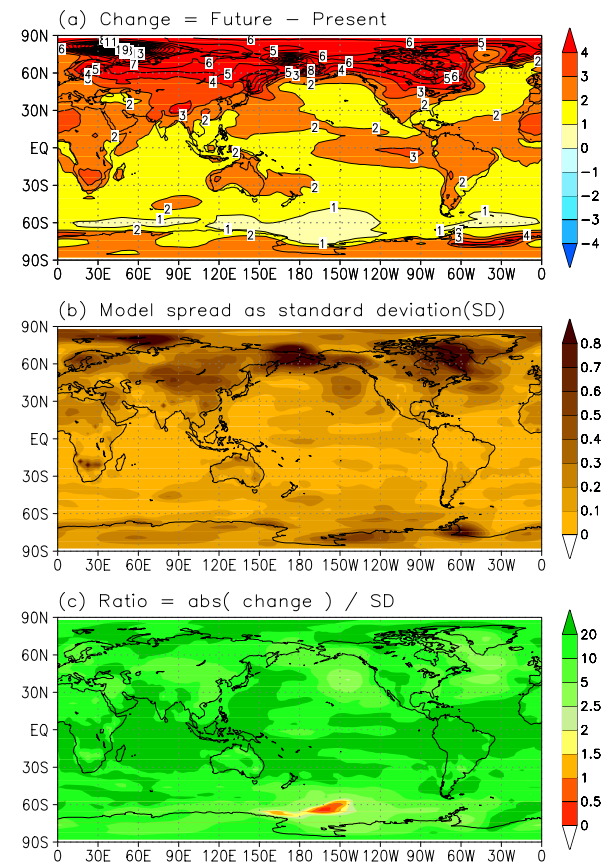 (a) Change = Future − Present
90N
60N
30N
EQ
30S
60S
90S
0 30E 60E 90E 120E 150E 180 150W 120W 90W 60W 30W 0
4
3
2
1
0
−1
−2
−3
−4
(b) Model spread as standard deviation(SD)
90N
60N
30N
EQ
30S
60S
90S
0 30E 60E 90E 120E 150E 180 150W 120W 90W 60W 30W 0
0.8
0.7
0.6
0.5
0.4
0.3
0.2
0.1
0
(c) Ratio = abs( change ) / SD
90N
60N
30N
EQ
30S
60S
90S
0 30E 60E 90E 120E 150E 180 150W 120W 90W 60W 30W 0
20
10
5
2.5
2
1.5
1
0.5
0